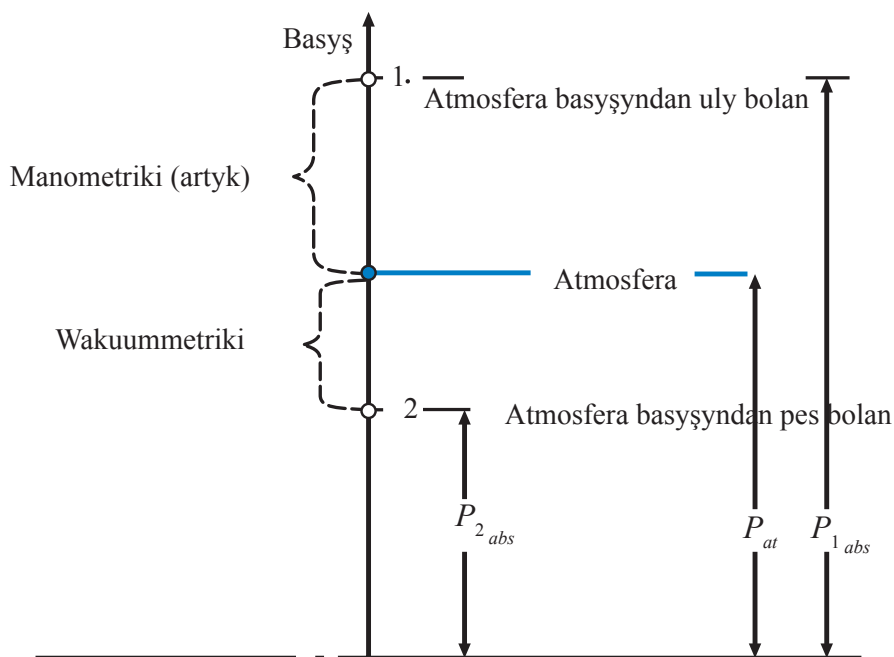 Basyş
1.
Atmosfera basyşyndan uly bolan
Manometriki (artyk)
Atmosfera
Wakuummetriki
2
Atmosfera basyşyndan pes bolan
P2 abs
Pat
P1 abs